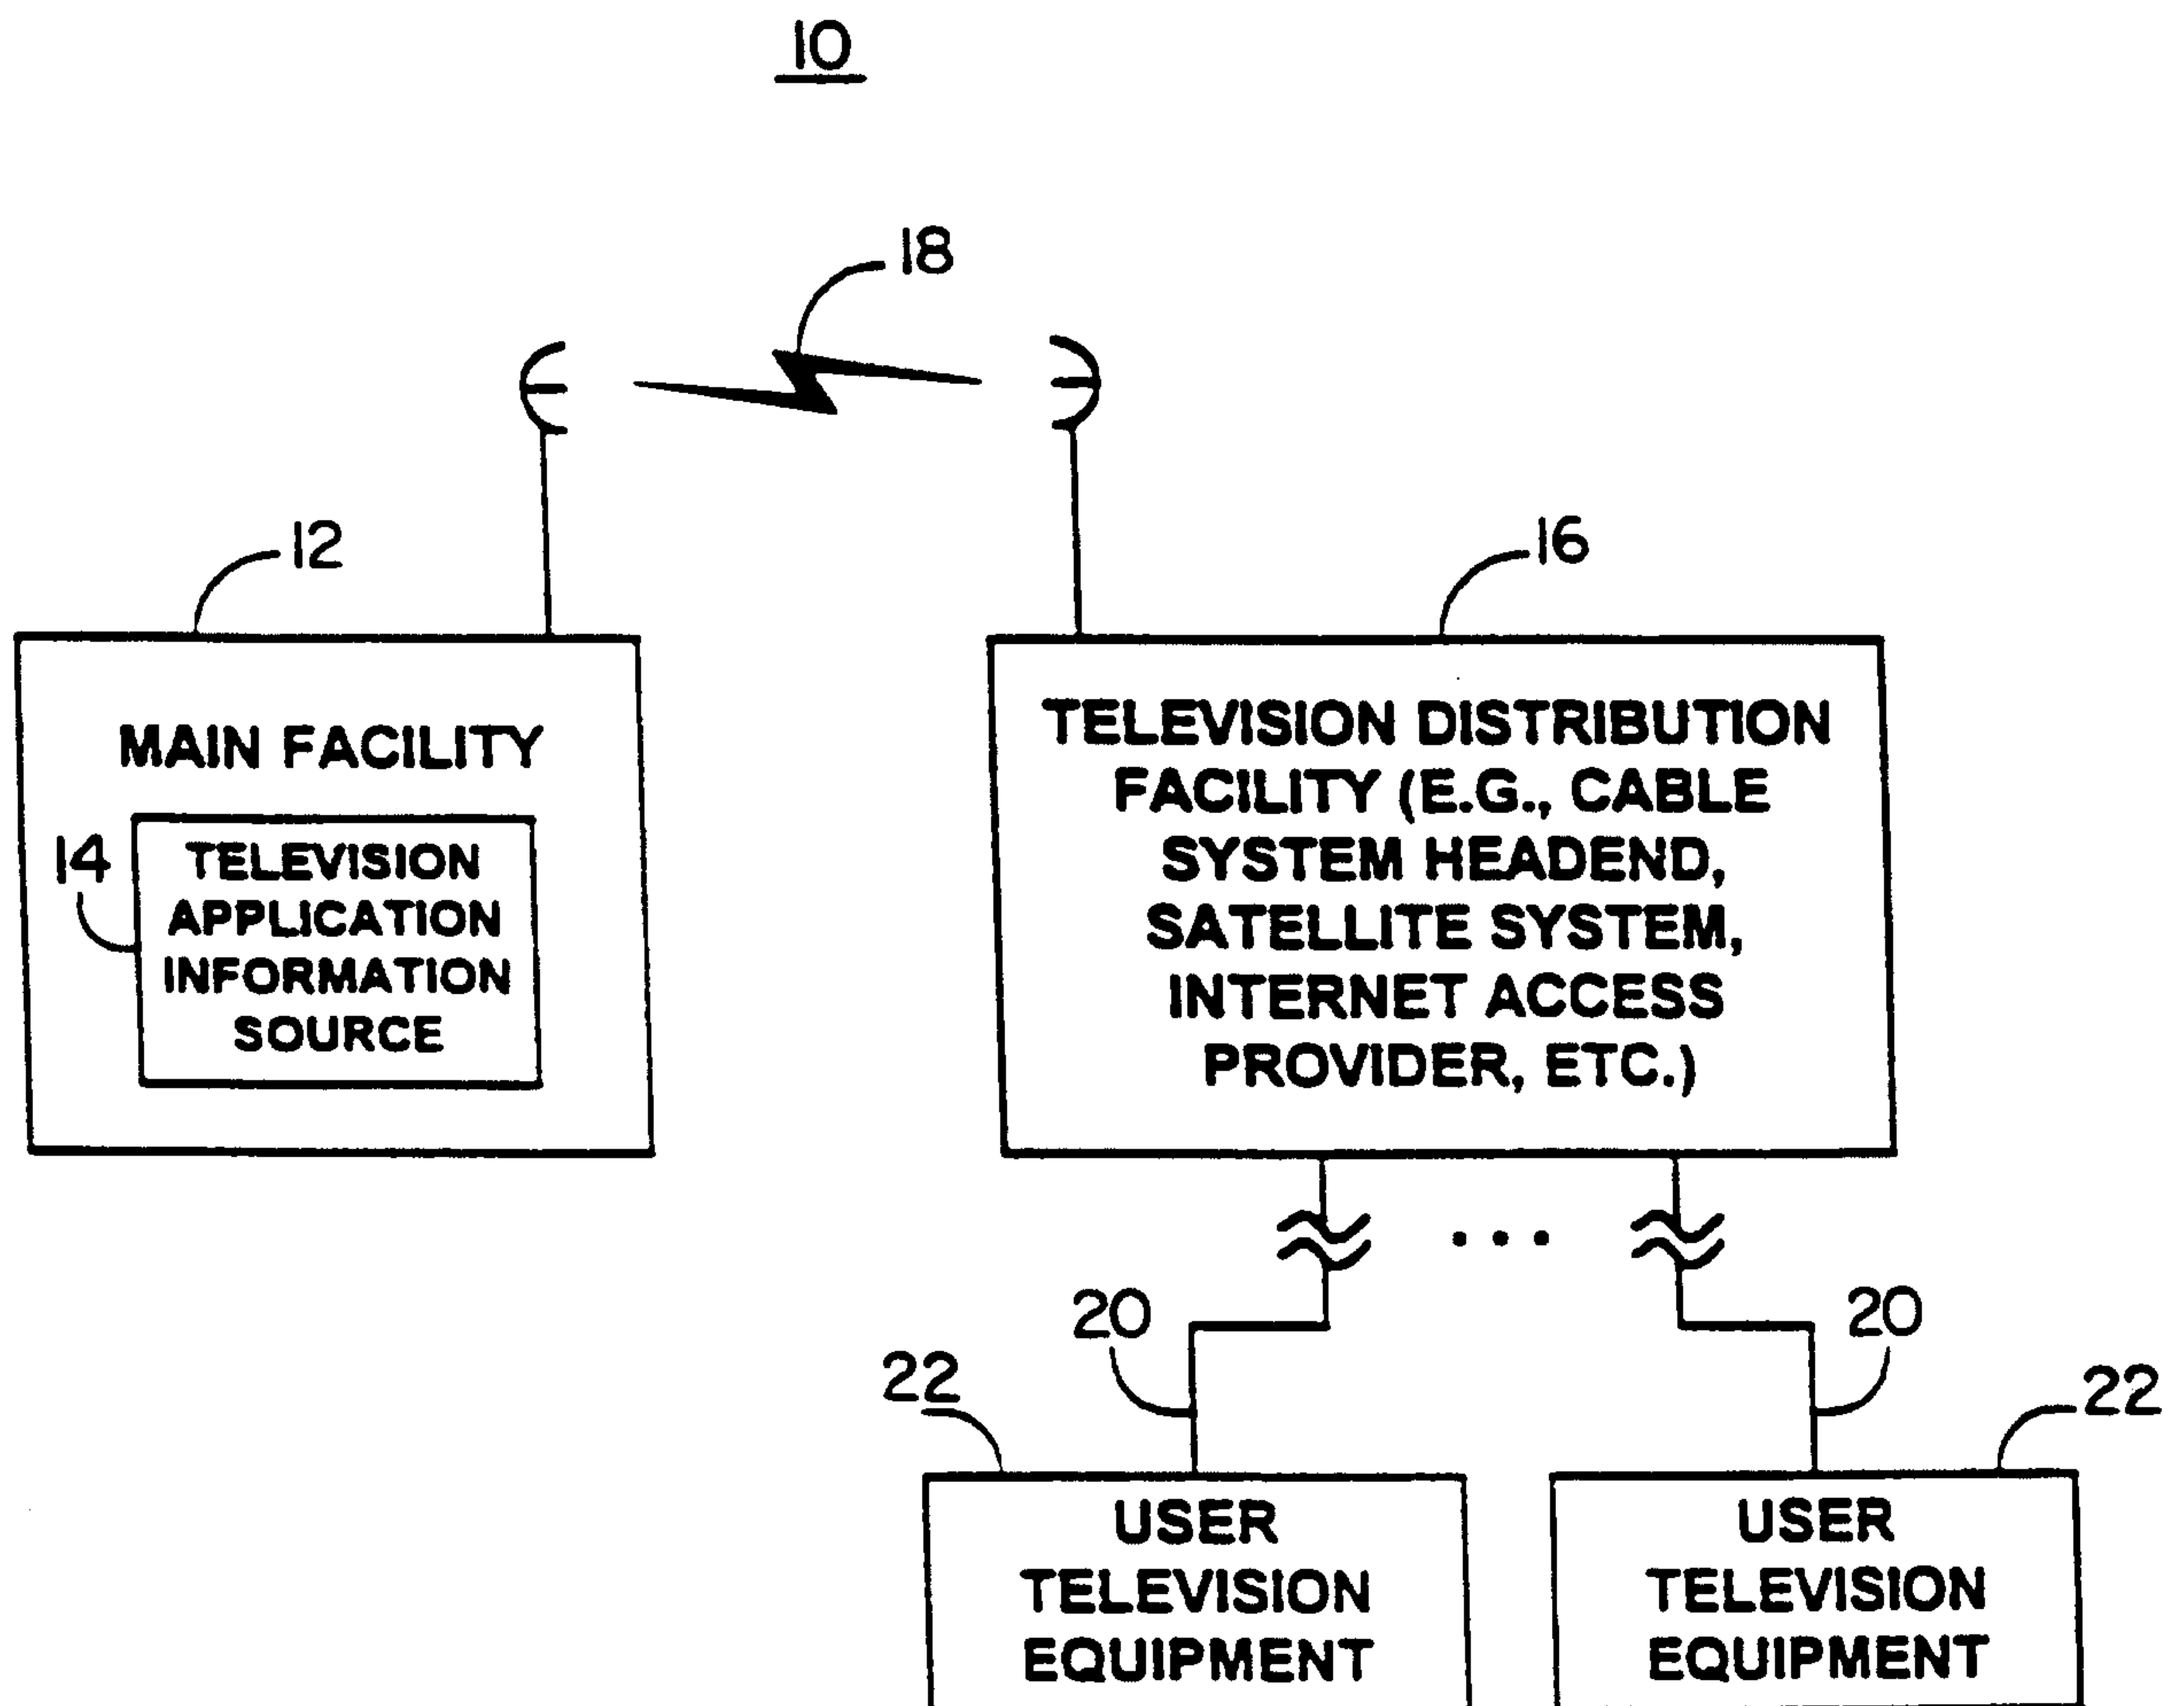 10
18
12
16
MAIN FACILITY
14
TELEVISION
APPLICATION
INFORMATION
SOURCE
TELEVISION DISTRIBUTION
FACILITY (E.G., CABLE
SYSTEM HEADEND,
SATELLITE SYSTEM,
INTERNET ACCESS
PROVIDER, ETC.)
...
20
20
22
22
USER
TELEVISION
EQUIPMENT
USER
TELEVISION
EQUIPMENT